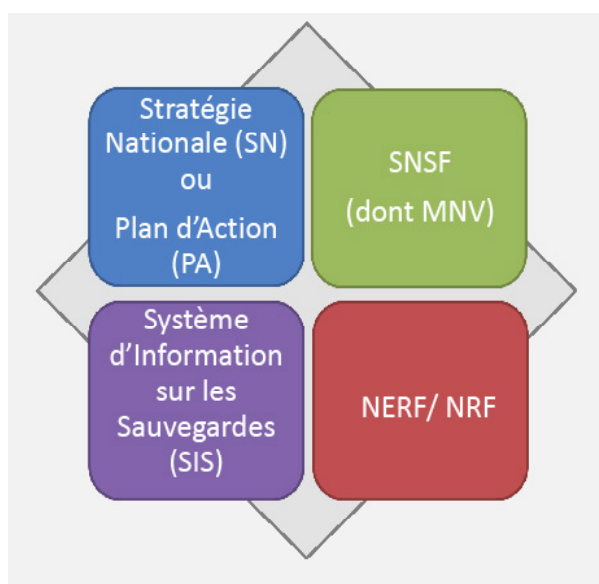 Stratégie
Nationale (SN)
ou
Plan d’Action
(PA)
SNSF
(dont MNV)
Système
d’Information
sur les
Sauvegardes
(SIS)
NERF/ NRF